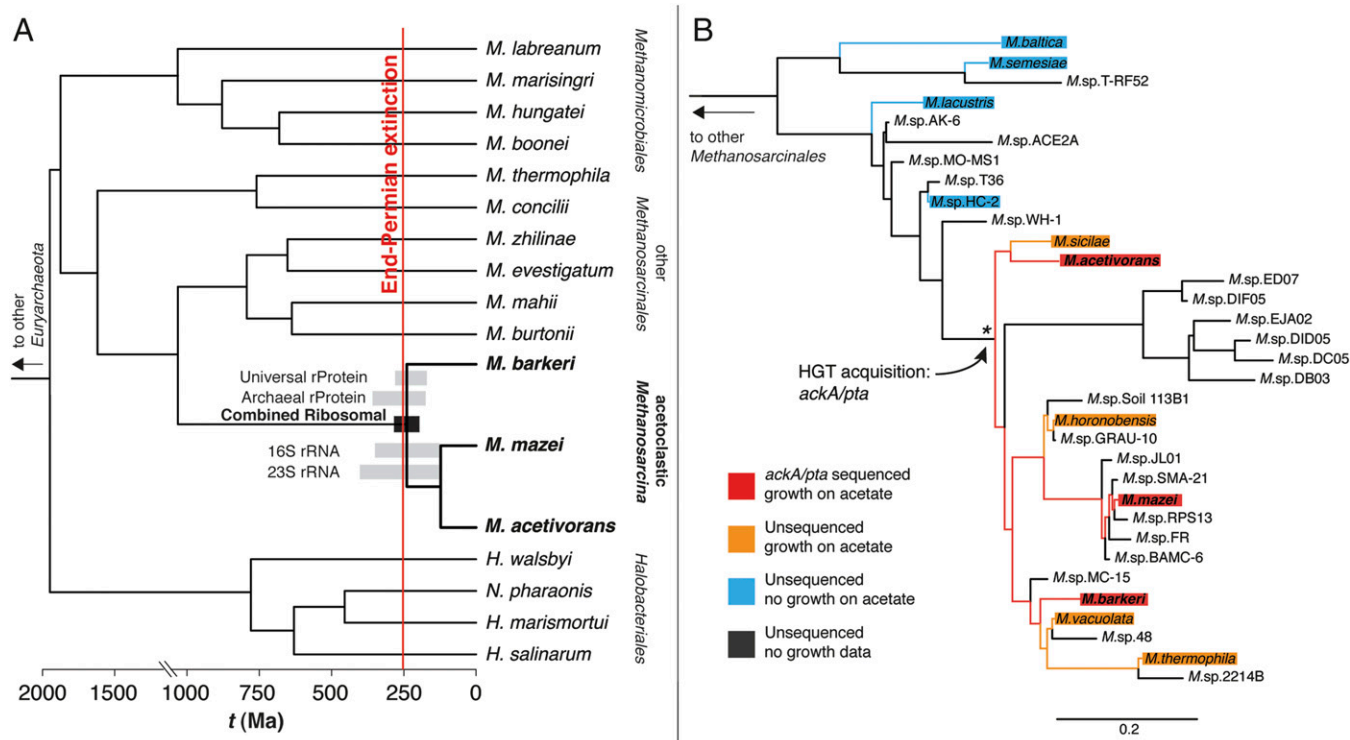 A
M. labreanum
M. marisingri
M. hungatei
M. boonei
M. thermophila
M. concilii
M. zhilinae
M. evestigatum
M. mahii
M. burtonii
M. barkeri
M. mazei
M. acetivorans
H. walsbyi
N. pharaonis
H. marismortui
H. salinarum
Methanomicrobiales
other
Methanosarcinales
acetoclastic
Methanosarcina
Halobacteriales
End-Permian extinction
to other
Euryarchaeota
Universal rProtein
Archaeal rProtein
Combined Ribosomal
16S rRNA
23S rRNA
2000 1500 1000 750 500 250 0
t (Ma)
B
M.baltica
M.semesiae
M.sp.T-RF52
M.lacustris
M.sp.AK-6
M.sp.ACE2A
M.sp.MO-MS1
M.sp.T36
M.sp.HC-2
M.sp.WH-1
M.sicilae
M.acetivorans
M.sp.ED07
M.sp.DIF05
M.sp.EJA02
M.sp.DID05
M.sp.DC05
M.sp.DB03
M.sp.Soil 113B1
M.horonobensis
M.sp.GRAU-10
M.sp.JL01
M.sp.SMA-21
M.mazei
M.sp.RPS13
M.sp.FR
M.sp.BAMC-6
M.sp.MC-15
M.barkeri
M.vacuolata
M.sp.48
M.thermophila
M.sp.2214B
to other
Methanosarcinales
*
HGT acquisition:
ackA/pta
ackA/pta sequenced
growth on acetate
Unsequenced
growth on acetate
Unsequenced
no growth on acetate
Unsequenced
no growth data
0.2